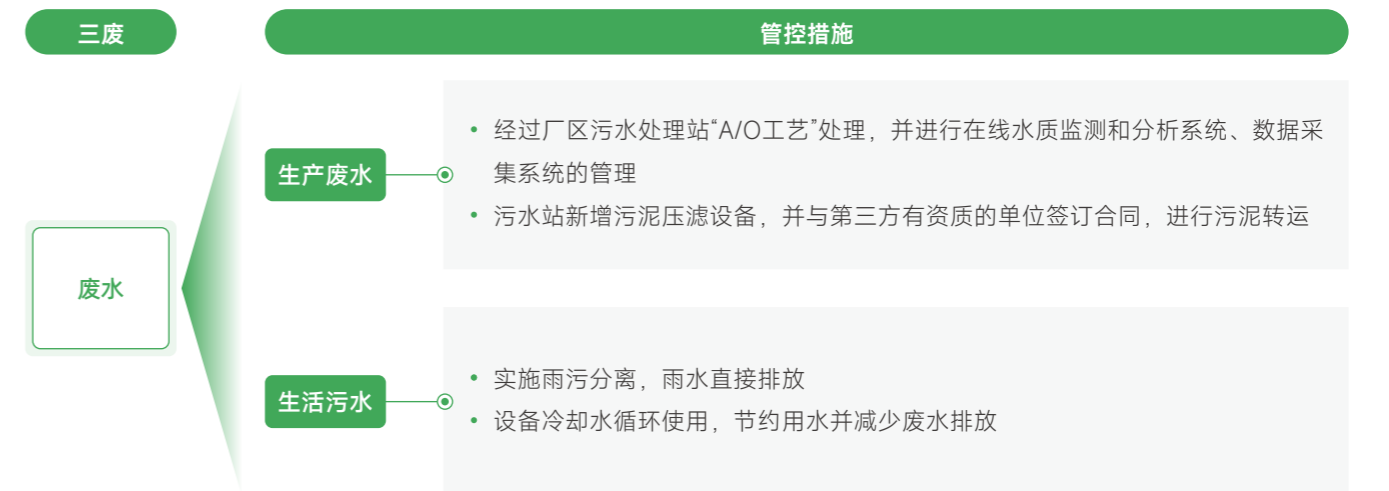 三废
管控措施
废水
生产废水
• 经过厂区污水处理站“A/O工艺”处理，并进行在线水质监测和分析系统、数据采
集系统的管理
• 污水站新增污泥压滤设备，并与第三方有资质的单位签订合同，进行污泥转运
生活污水
• 实施雨污分离，雨水直接排放
• 设备冷却水循环使用，节约用水并减少废水排放